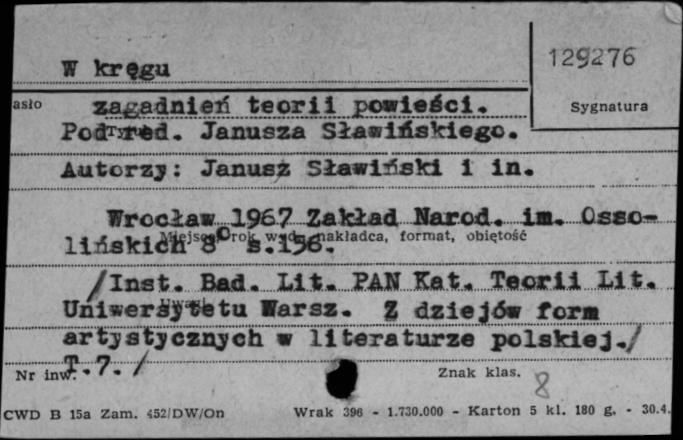 129276
W kręgu
asło
zagadnień teorii powieści.
Sygnatura
Pod red. Janusza Sławińskiego.
Autorzy: Janusz Sławiński i in.
Wrocław 1967 Zakład Narod. im. Osso-
lińskich 8° s.156.
Miejsce, rok wyd., nakładca, format, objętość
/Inst. Bad. Lit. PAN Kat. Teorii Lit.
Uniwersytetu Warsz. Z dziejów form
Uwagi
artystycznych w literaturze polskiej./
T.7./
Nr inw.
Znak klas.
8
CWD B 15a Zam. 452/DW/On Wrak 396 - 1.730.000 - Karton 5 kl. 180 g. - 30.4.